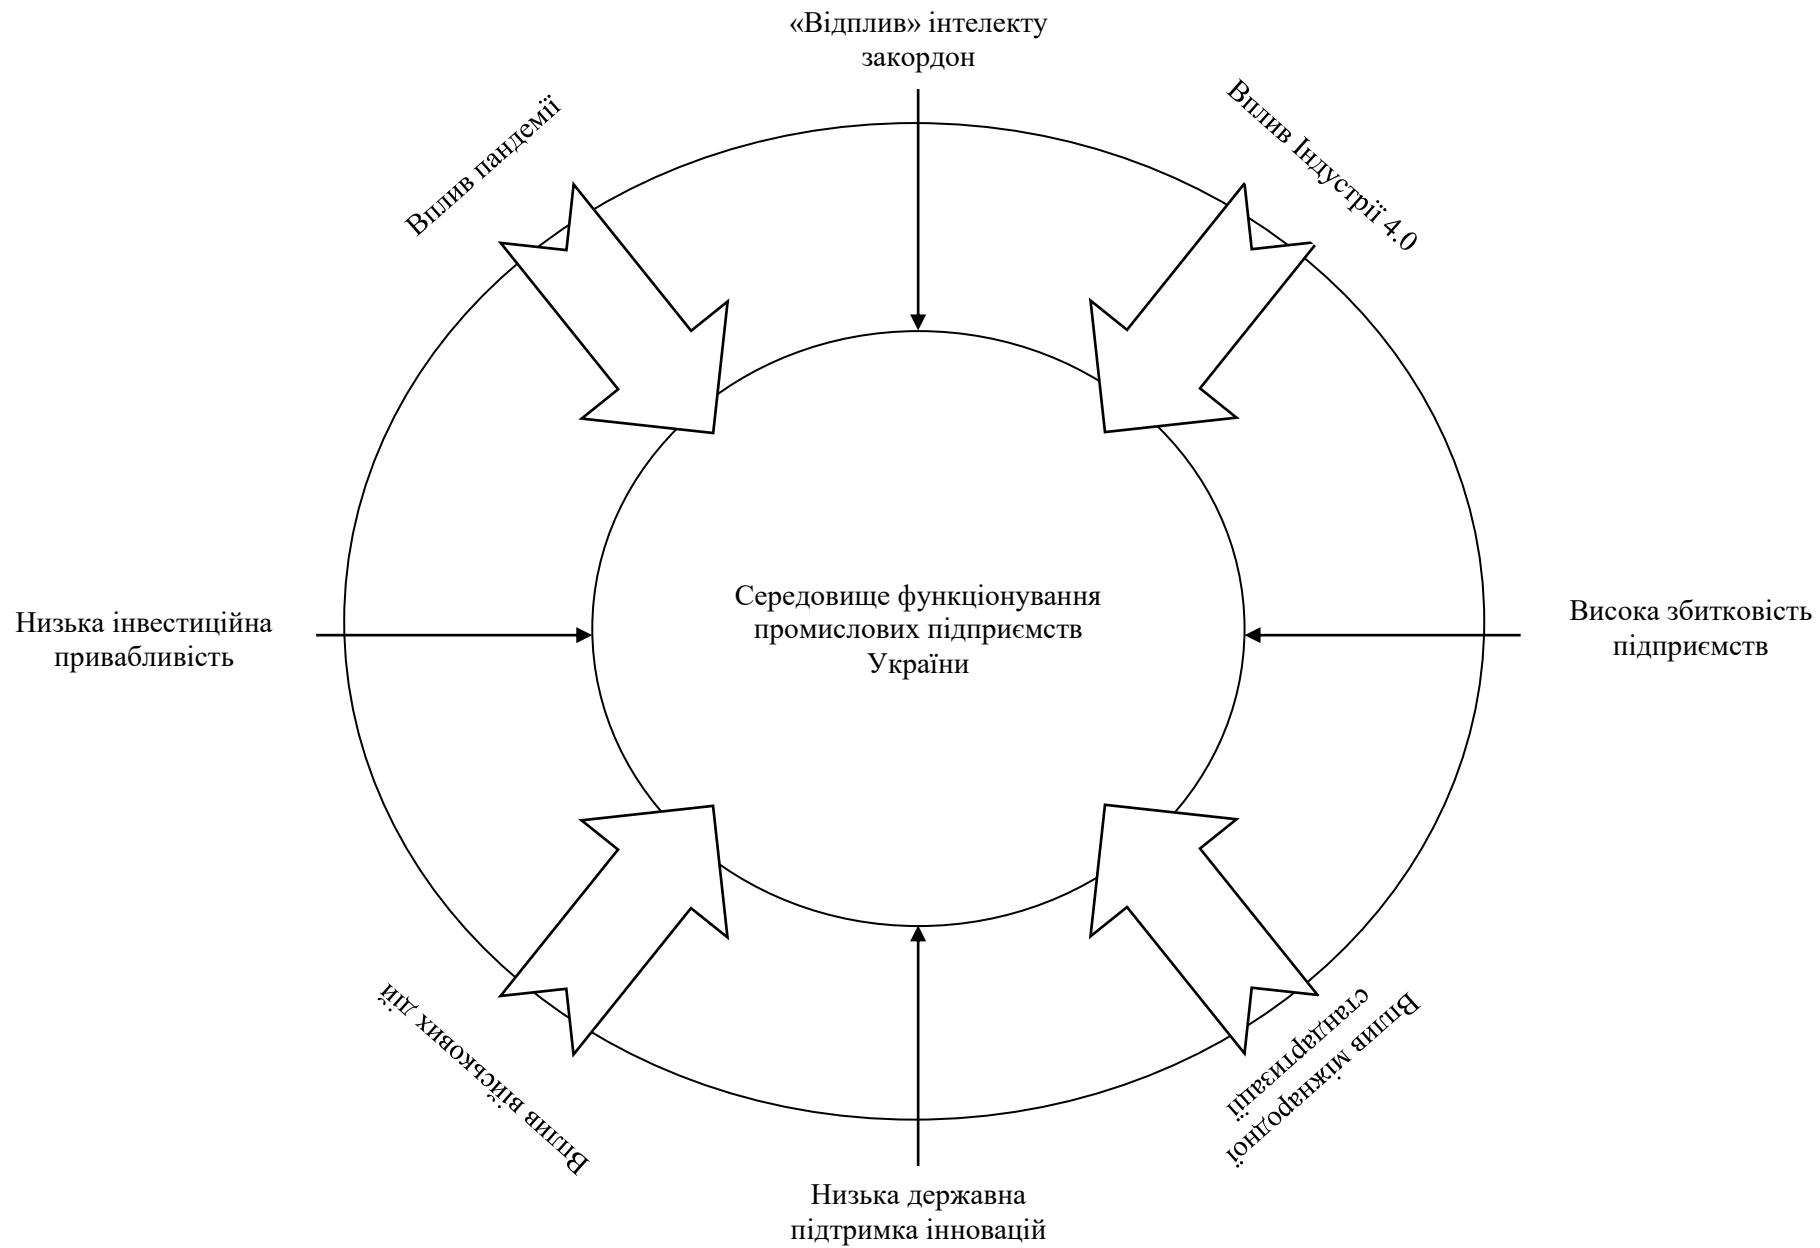 «Відплив» інтелекту
закордон
Вплив пандемії
Вплив Індустрії 4.0
Низька інвестиційна
привабливість
Середовище функціонування
промислових підприємств
України
Висока збитковість
підприємств
Вплив військових дій
Вплив міжнародної
стандартизації
Низька державна
підтримка інновацій